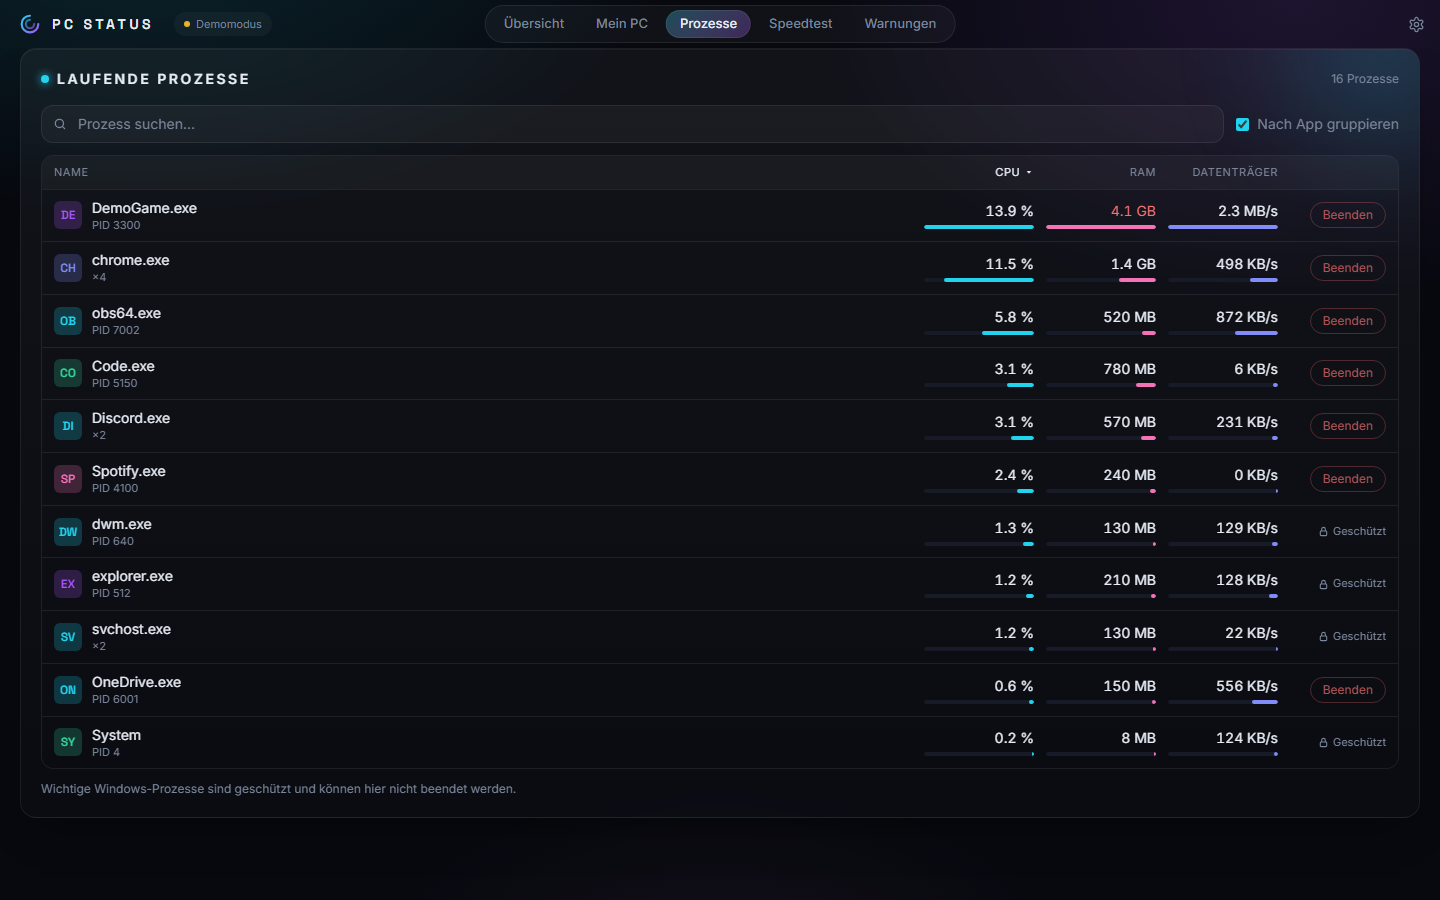 PC STATUS
Demomodus
Übersicht
Mein PC
Prozesse
Speedtest
Warnungen
LAUFENDE PROZESSE
16 Prozesse
Prozess suchen...
Nach App gruppieren
NAME CPU RAM DATENTRÄGER
DE DemoGame.exe 13.9 % 4.1 GB 2.3 MB/s Beenden
PID 3300
CH chrome.exe 11.5 % 1.4 GB 498 KB/s Beenden
×4
OB obs64.exe 5.8 % 520 MB 872 KB/s Beenden
PID 7002
CO Code.exe 3.1 % 780 MB 6 KB/s Beenden
PID 5150
DI Discord.exe 3.1 % 570 MB 231 KB/s Beenden
×2
SP Spotify.exe 2.4 % 240 MB 0 KB/s Beenden
PID 4100
DW dwm.exe 1.3 % 130 MB 129 KB/s Geschützt
PID 640
EX explorer.exe 1.2 % 210 MB 128 KB/s Geschützt
PID 512
SV svchost.exe 1.2 % 130 MB 22 KB/s Geschützt
×2
ON OneDrive.exe 0.6 % 150 MB 556 KB/s Beenden
PID 6001
SY System 0.2 % 8 MB 124 KB/s Geschützt
PID 4
Wichtige Windows-Prozesse sind geschützt und können hier nicht beendet werden.